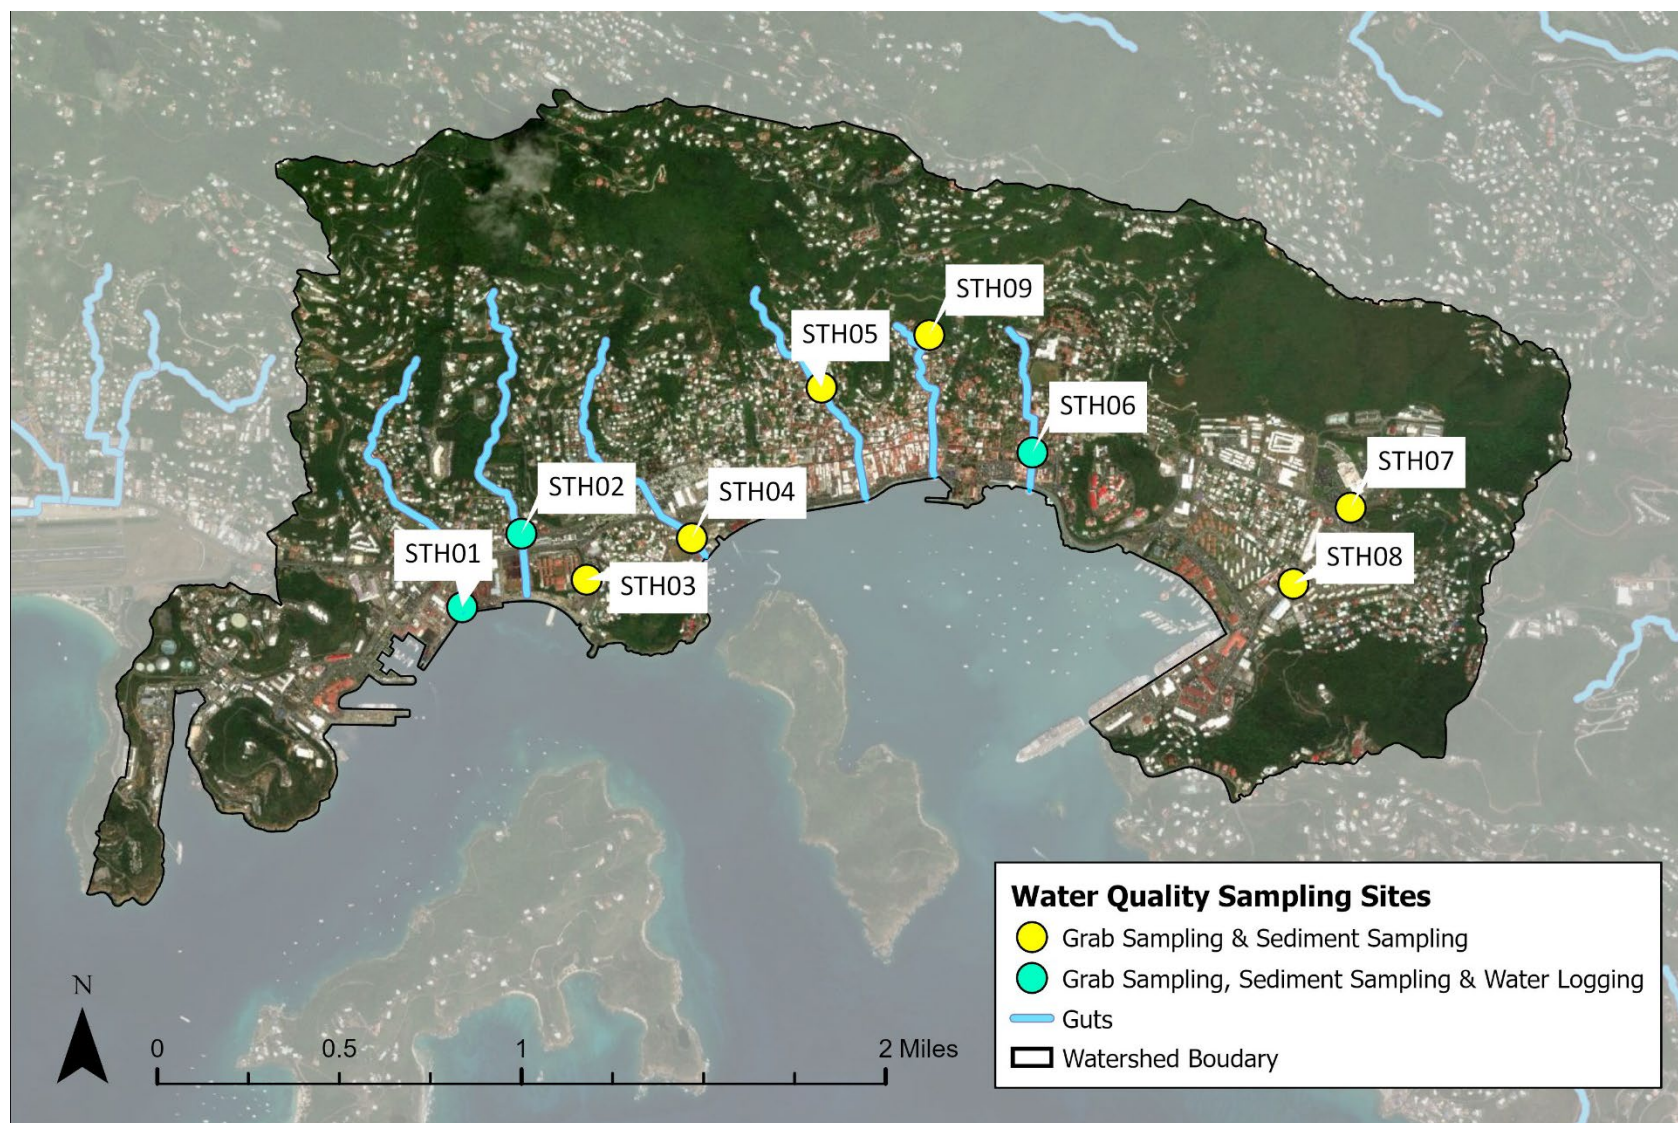 STH09
STH05
STH06
STH07
STH02
STH04
STH01
STH08
STH03
Water Quality Sampling Sites
Grab Sampling & Sediment Sampling
Grab Sampling, Sediment Sampling & Water Logging
Guts
Watershed Boudary
N
0 0.5 1 2 Miles